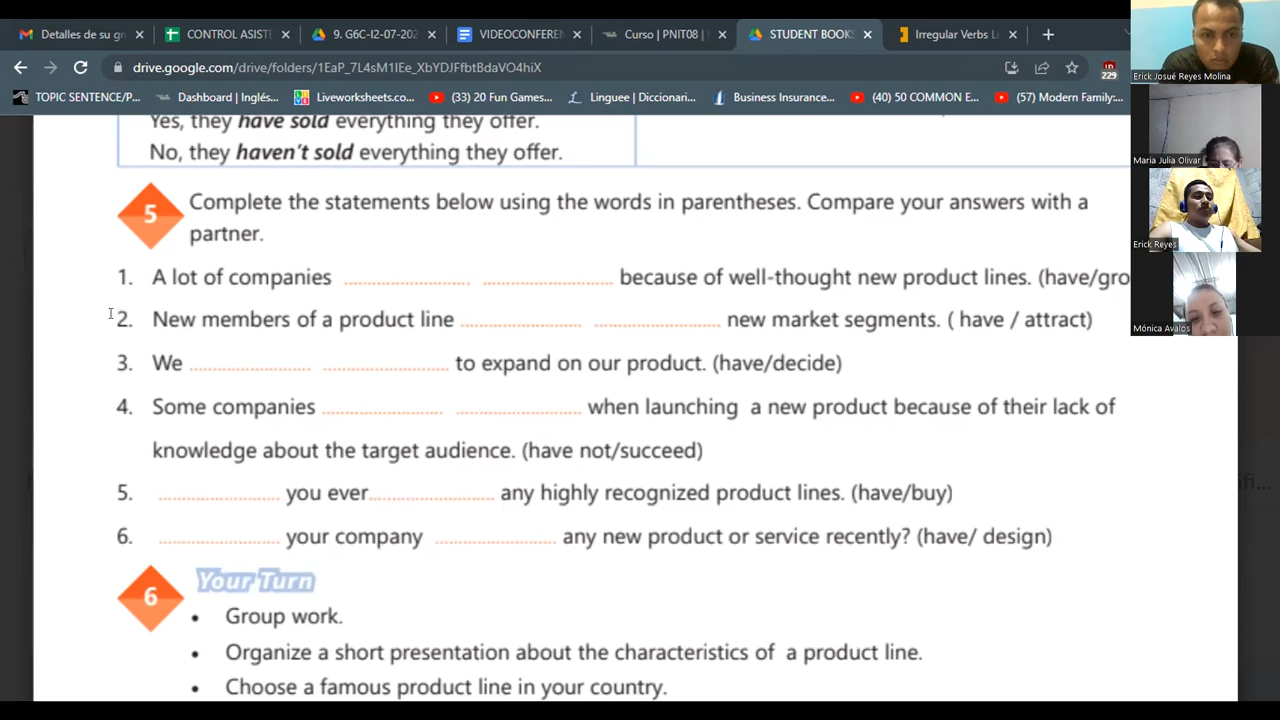 Detalles de su gn
CONTROL ASISTE
9. G6C-I2-07-202
VIDEOCONFEREN
Curso | PNIT08 |
STUDENT BOOKS
Irregular Verbs Li
drive.google.com/drive/folders/1EaP_7L4sM1IEe_XbYDJFfbtBdaVO4hiX
229
TOPIC SENTENCE/P...
Dashboard | Inglés...
Liveworksheets.co...
(33) 20 Fun Games...
Linguee | Diccionari...
Business Insurance...
(40) 50 COMMON E...
(57) Modern Family:...
Erick Josué Reyes Molina
Maria Julia Olivar
Erick Reyes
Mónica Avalos
Yes, they have sold everything they offer.
No, they haven't sold everything they offer.
5 Complete the statements below using the words in parentheses. Compare your answers with a
partner.
1. A lot of companies ........................ ........................ because of well-thought new product lines. (have/gro
2. New members of a product line ........................ ........................ new market segments. ( have / attract)
3. We ........................ ........................ to expand on our product. (have/decide)
4. Some companies ........................ ........................ when launching a new product because of their lack of
knowledge about the target audience. (have not/succeed)
5. ........................ you ever........................ any highly recognized product lines. (have/buy)
6. ........................ your company ........................ any new product or service recently? (have/ design)
6 Your Turn
• Group work.
• Organize a short presentation about the characteristics of a product line.
• Choose a famous product line in your country.